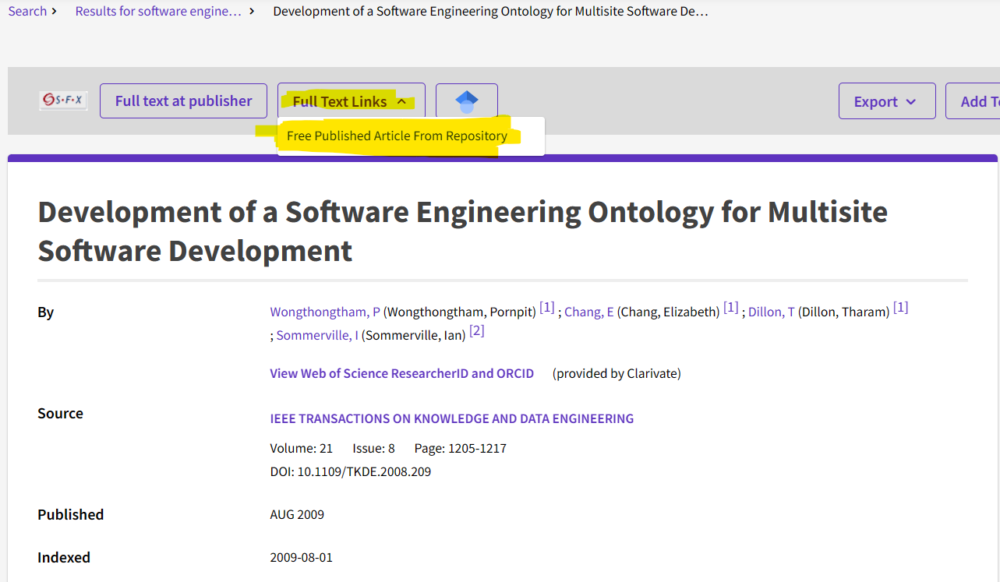 Search > Results for software engine… > Development of a Software Engineering Ontology for Multisite Software De…
S·F·X Full text at publisher Full Text Links Export Add T
Free Published Article From Repository
Development of a Software Engineering Ontology for Multisite
Software Development
By Wongthongtham, P (Wongthongtham, Pornpit) [1] ; Chang, E (Chang, Elizabeth) [1] ; Dillon, T (Dillon, Tharam) [1]
; Sommerville, I (Sommerville, Ian) [2]
View Web of Science ResearcherID and ORCID (provided by Clarivate)
Source IEEE TRANSACTIONS ON KNOWLEDGE AND DATA ENGINEERING
Volume: 21 Issue: 8 Page: 1205-1217
DOI: 10.1109/TKDE.2008.209
Published AUG 2009
Indexed 2009-08-01